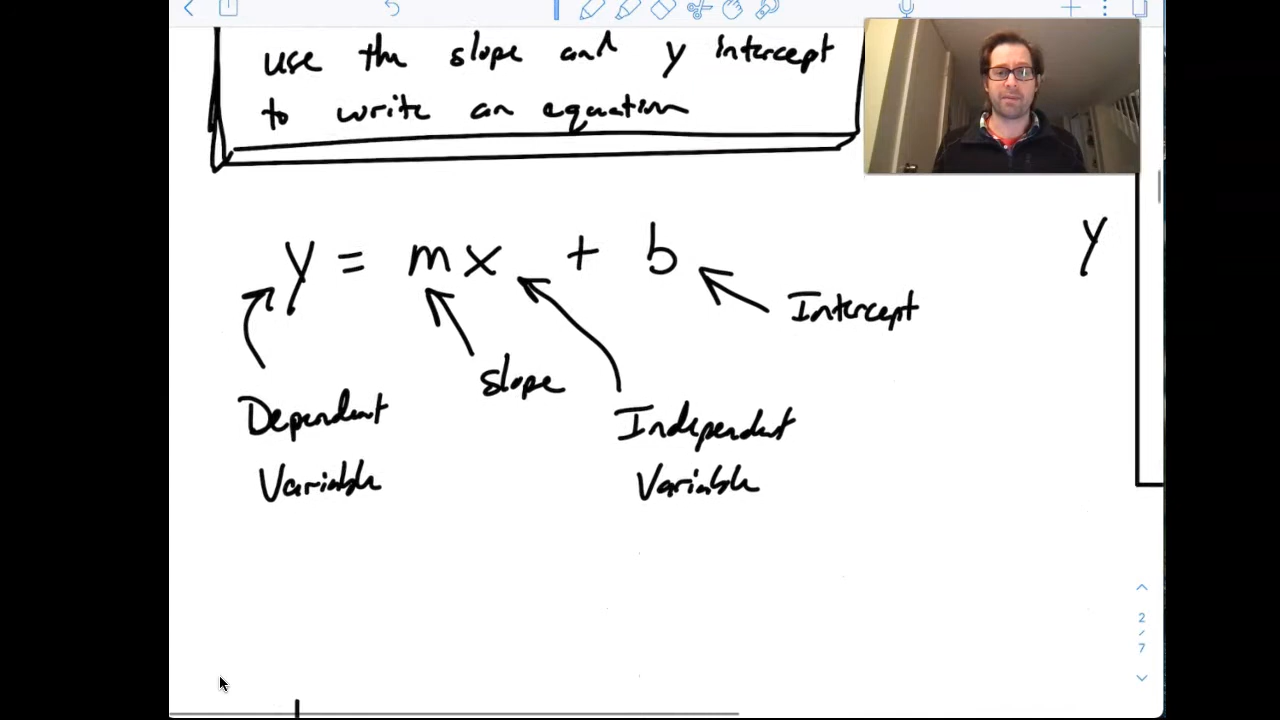 use the slope and y intercept
to write an equation
y = mx + b
y
Intercept
slope
Dependent
Variable
Independent
Variable
2
/
7